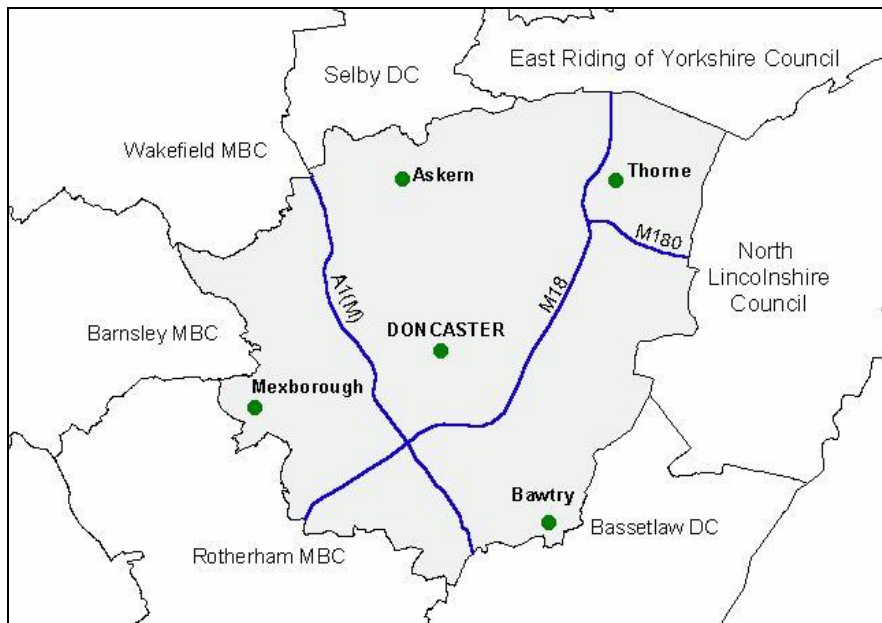 East Riding of Yorkshire Council
Selby DC
Wakefield MBC
Askern
Thorne
M180
North
Lincolnshire
Council
A1(M)
M18
Barnsley MBC
DONCASTER
Mexborough
Bawtry
Bassetlaw DC
Rotherham MBC